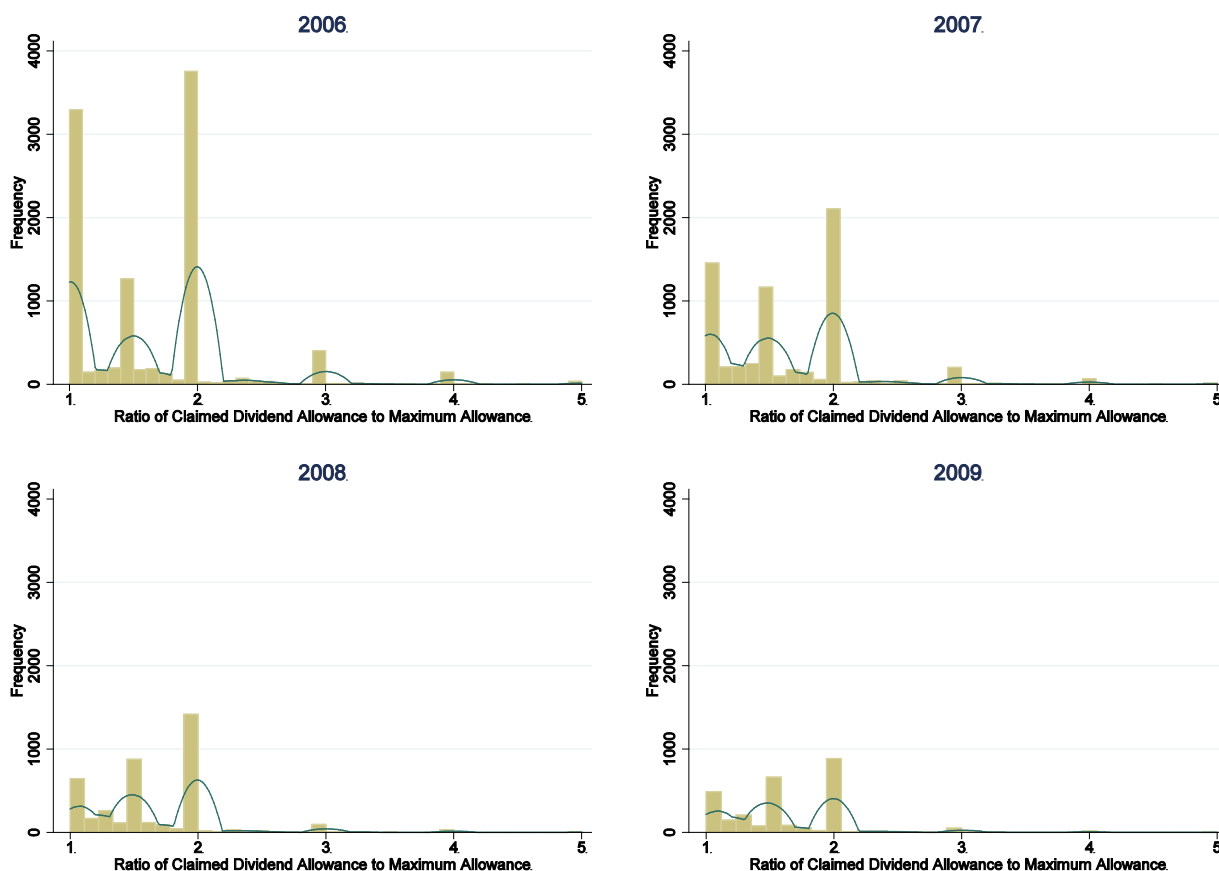 2006.
4000
3000
2000
1000
0
Frequency
1. 2. 3. 4. 5.
Ratio of Claimed Dividend Allowance to Maximum Allowance.
2007.
4000
3000
2000
1000
0
Frequency
1. 2. 3. 4. 5
Ratio of Claimed Dividend Allowance to Maximum Allowance.
2008.
4000
3000
2000
1000
0
Frequency
1. 2. 3. 4. 5.
Ratio of Claimed Dividend Allowance to Maximum Allowance.
2009.
4000
3000
2000
1000
0
Frequency
1. 2. 3. 4. 5
Ratio of Claimed Dividend Allowance to Maximum Allowance.